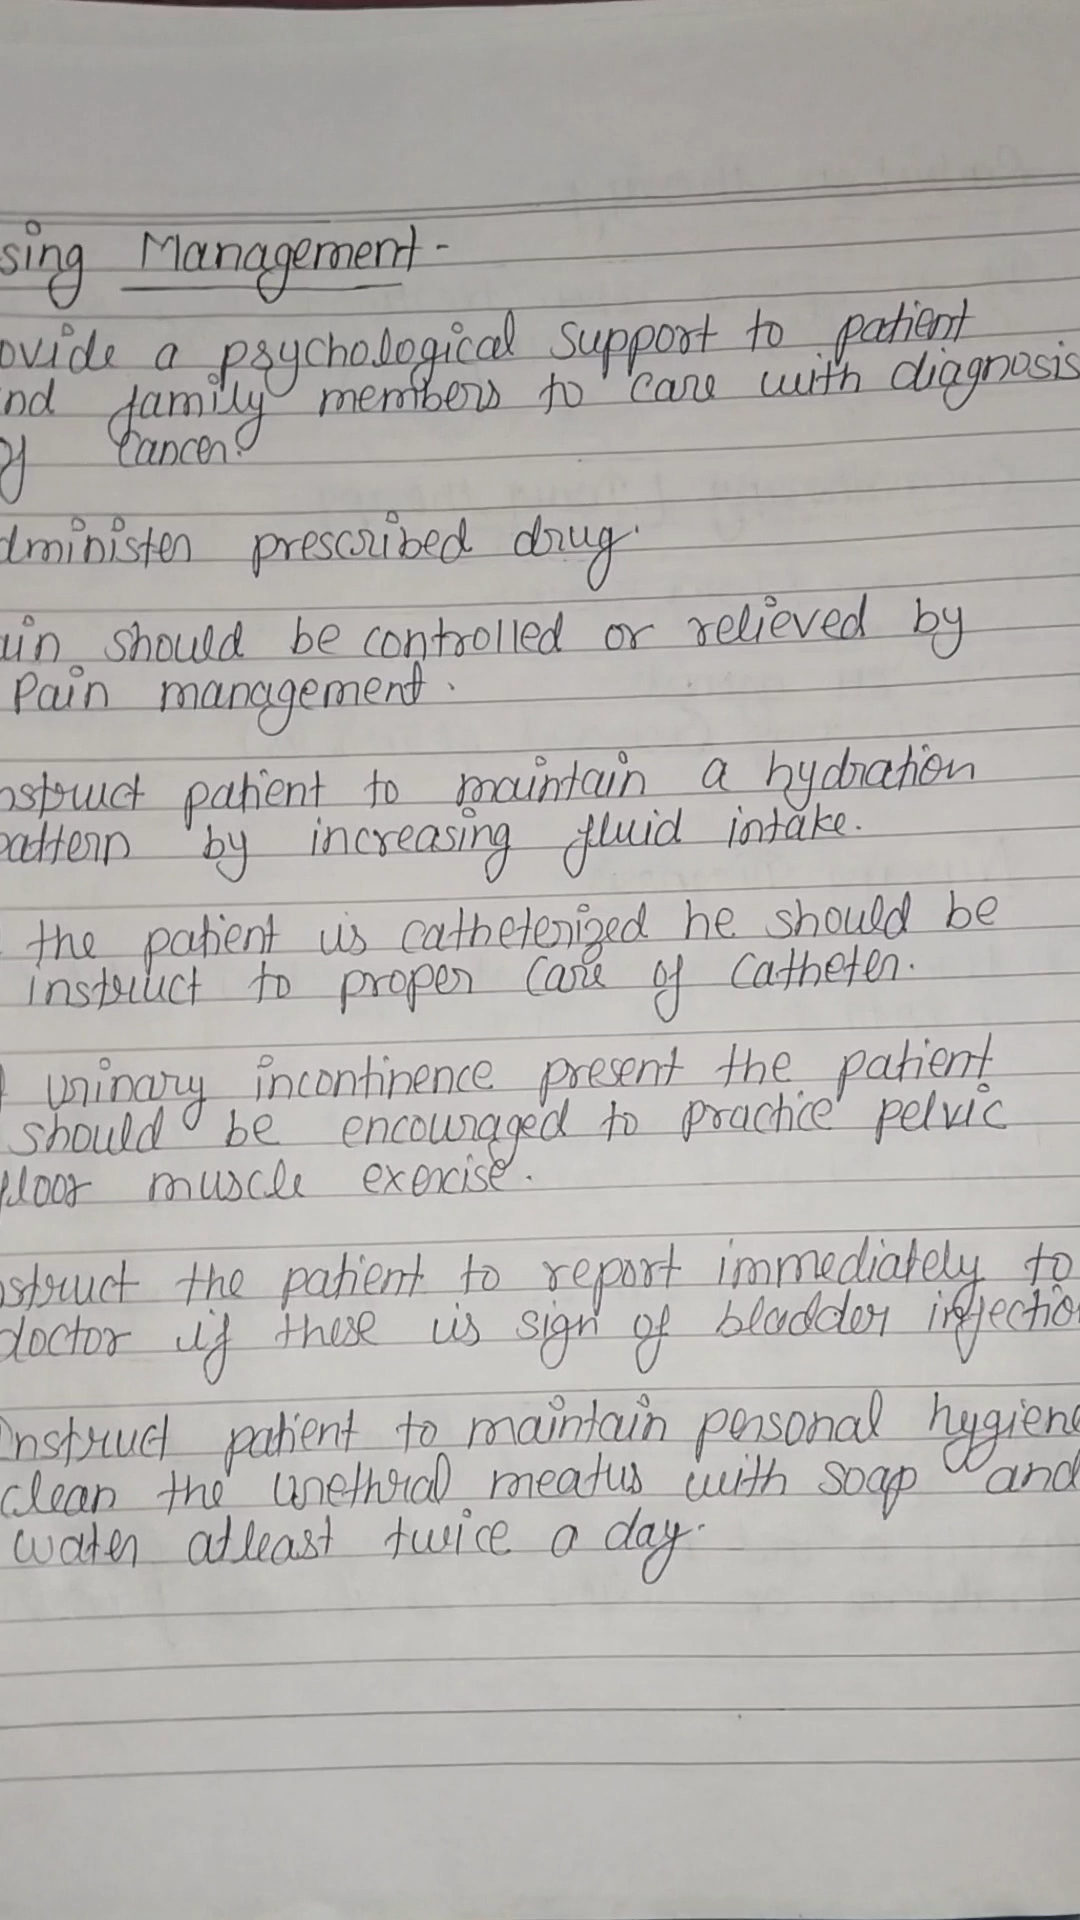 sing Management-
ovide a psychological support to patient
nd family members to care with diagnosis
of Cancer.
dminister prescribed drug.
ain should be controlled or relieved by
Pain management.
nstruct patient to maintain a hydration
pattern by increasing fluid intake.
the patient is catheterized he should be
instruct to proper care of catheter.
urinary incontinence present the patient
should be encouraged to practice pelvic
floor muscle exercise.
nstruct the patient to report immediately to
doctor if these is sign of bladder infection
Instruct patient to maintain personal hygiene
clean the urethral meatus with soap and
water atleast twice a day.